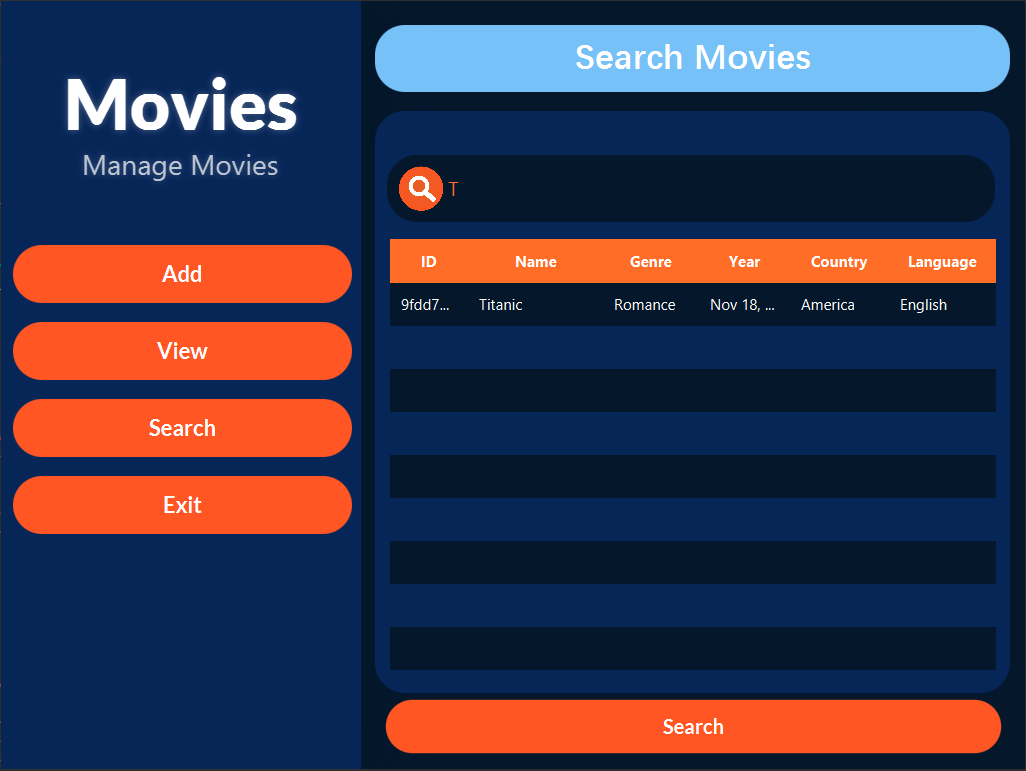 Movies
Manage Movies
Add
View
Search
Exit
Search Movies
T
ID Name Genre Year Country Language
9fdd7... Titanic Romance Nov 18, ... America English
Search